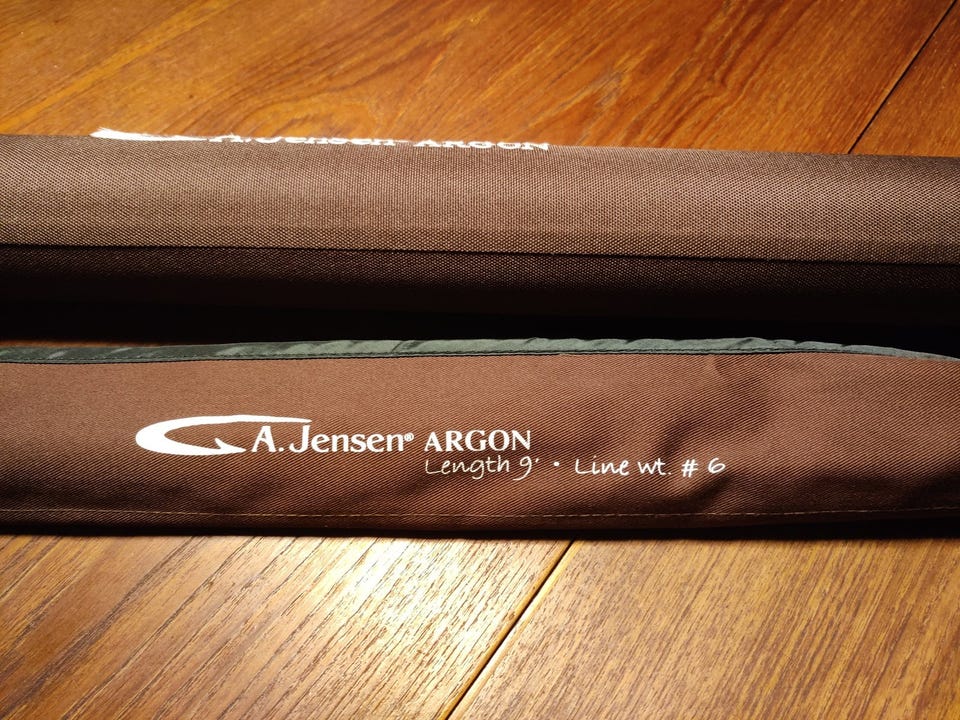 A. Jensen ARGON
A. Jensen® ARGON
Length 9' • Line wt. # 6